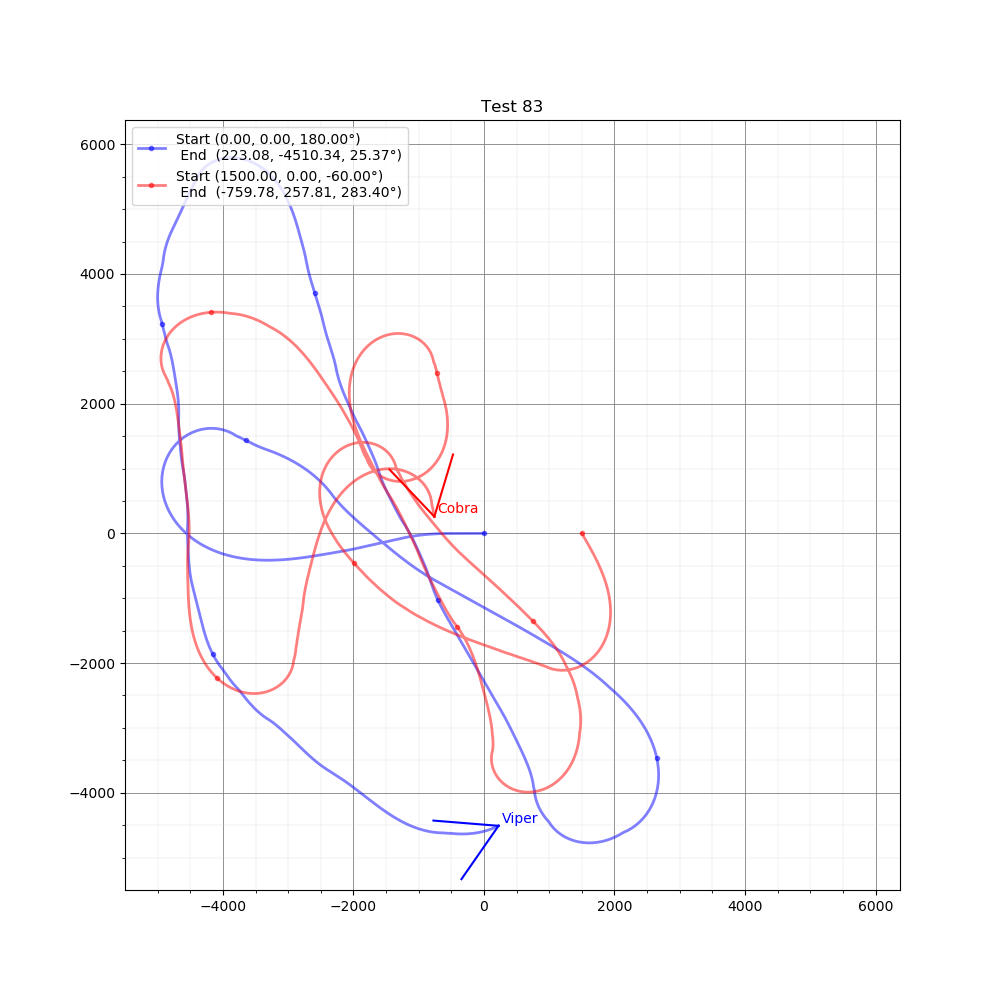 Test 83
Start (0.00, 0.00, 180.00°)
End (223.08, -4510.34, 25.37°)
Start (1500.00, 0.00, -60.00°)
End (-759.78, 257.81, 283.40°)
6000
4000
2000
0
−2000
−4000
Cobra
Viper
−4000
−2000
0
2000
4000
6000